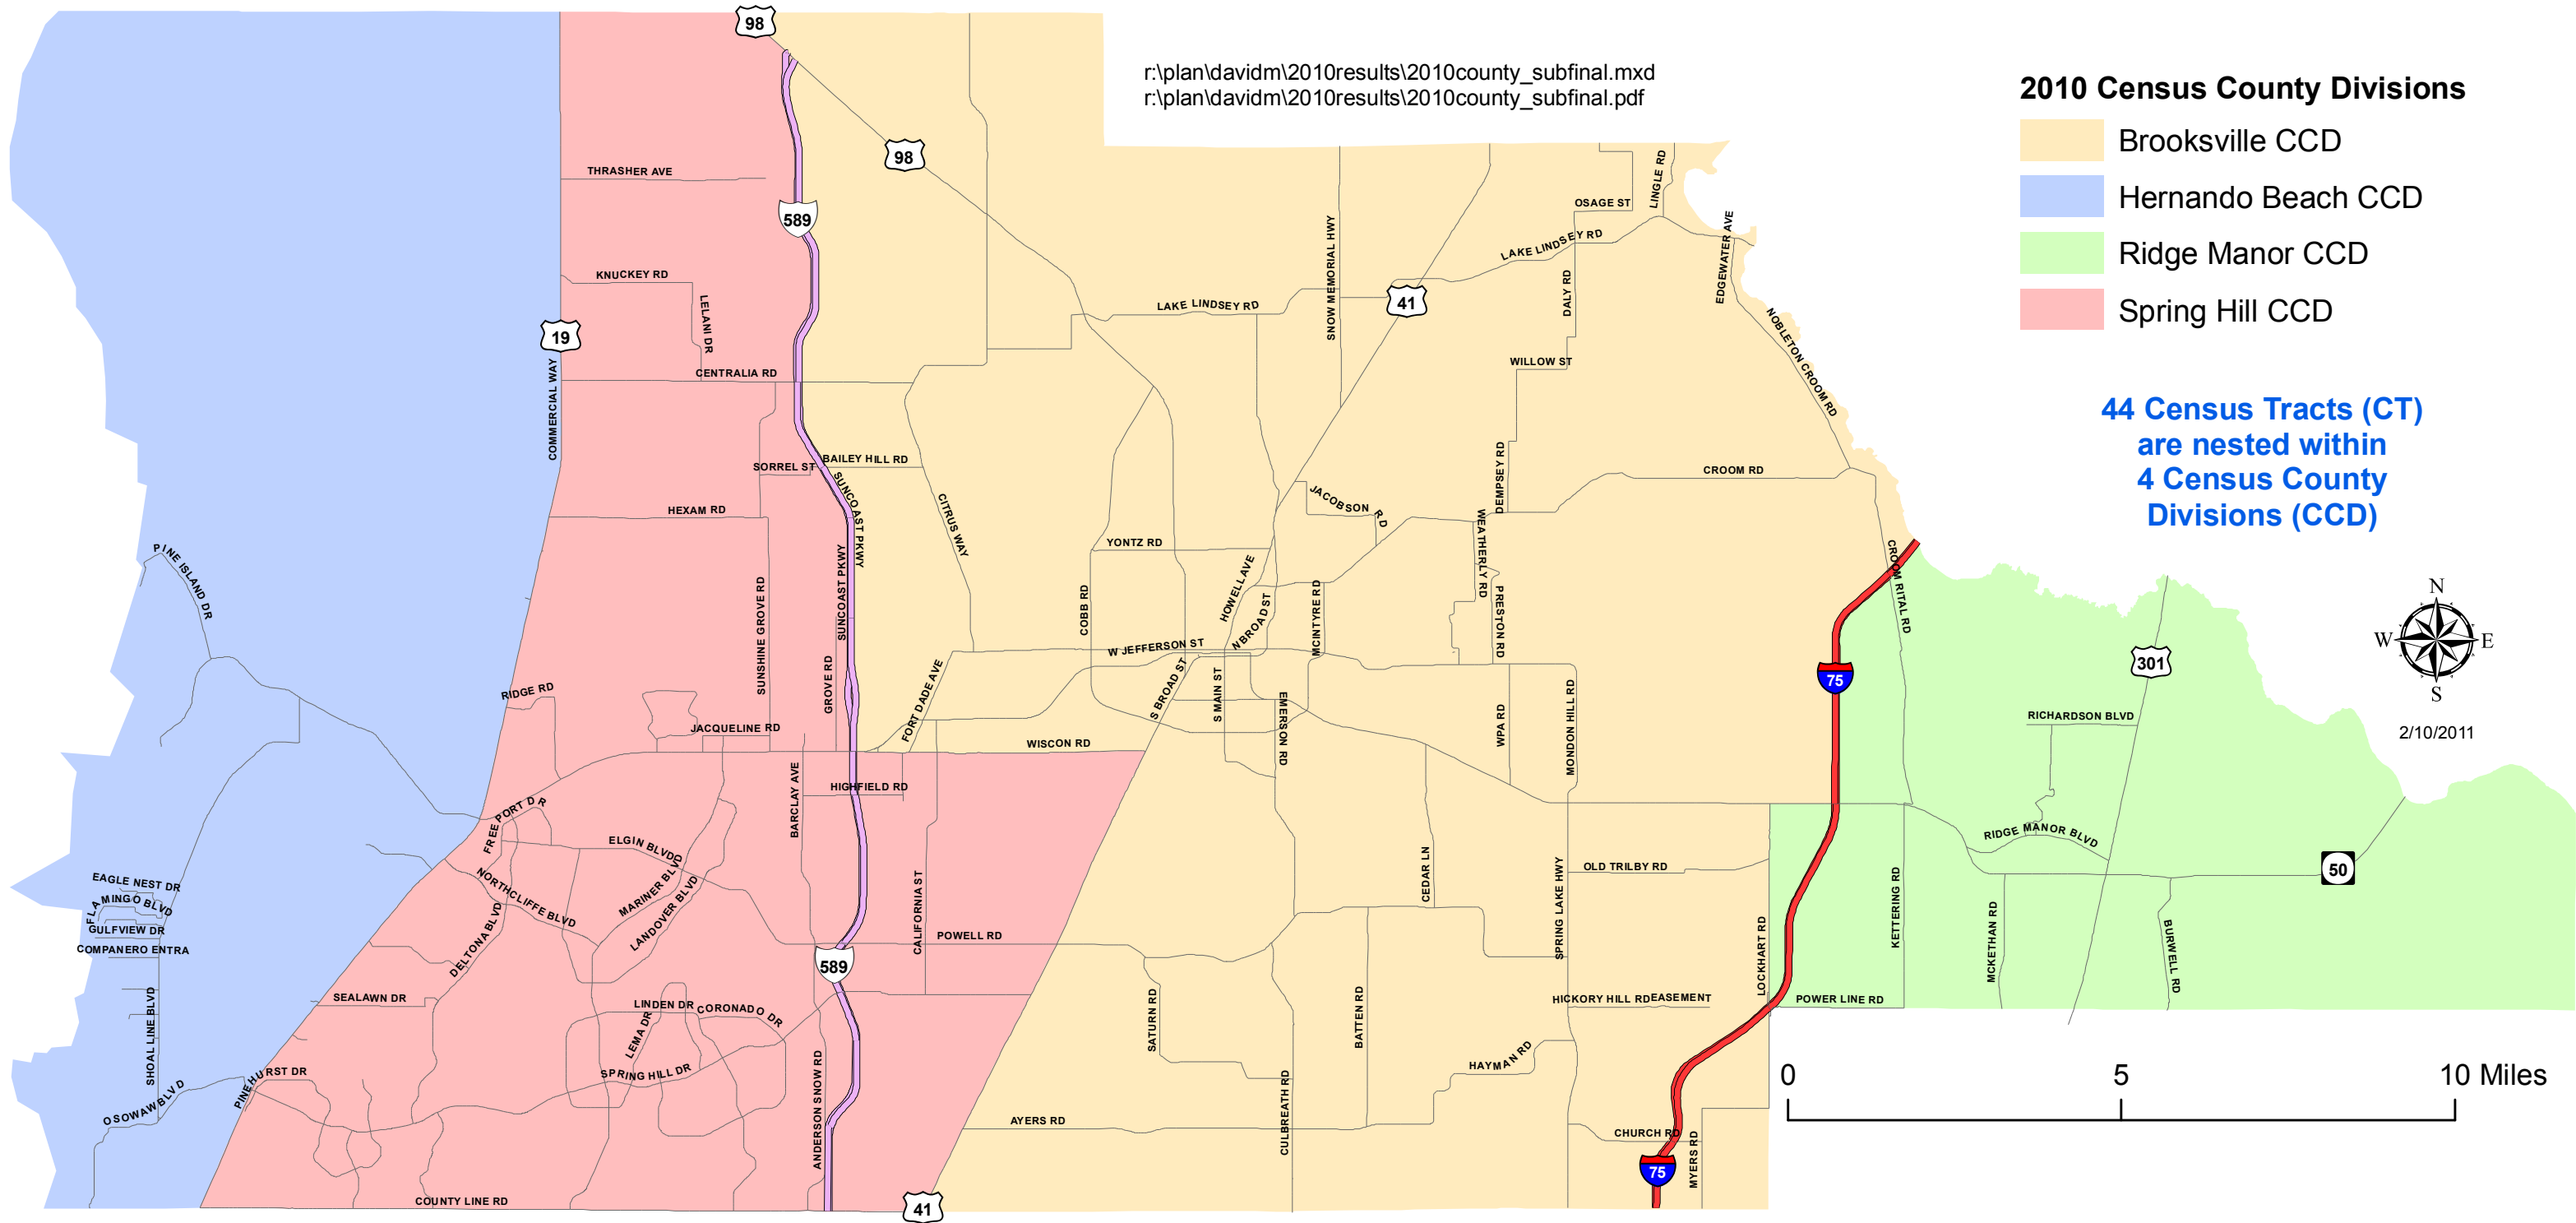 98
r:\plan\davidm\2010results\2010county_subfinal.mxd
r:\plan\davidm\2010results\2010county_subfinal.pdf
2010 Census County Divisions
Brooksville CCD
Hernando Beach CCD
Ridge Manor CCD
Spring Hill CCD
44 Census Tracts (CT)
are nested within
4 Census County
Divisions (CCD)
N
W
E
S
2/10/2011
0
5
10 Miles
98
THRASHER AVE
589
KNUCKEY RD
LELANI DR
19
COMMERCIAL WAY
CENTRALIA RD
SORREL ST
BAILEY HILL RD
SUNCOAST PKWY
HEXAM RD
CITRUS WAY
SUNSHINE GROVE RD
SUNCOAST PKWY
GROVE RD
PINE ISLAND DR
RIDGE RD
JACQUELINE RD
FORT DADE AVE
WISCON RD
BARCLAY AVE
HIGHFIELD RD
FREEPORT DR
ELGIN BLVD
MARINER BLVD
LANDOVER BLVD
NORTHCLIFFE BLVD
DELTONA BLVD
CALIFORNIA ST
POWELL RD
589
EAGLE NEST DR
FLAMINGO BLVD
GULFVIEW DR
COMPANERO ENTRA
SHOAL LINE BLVD
OSOWAW BLVD
SEALAWN DR
PINEHURST DR
LINDEN DR
CORONADO DR
LEMA DR
SPRING HILL DR
ANDERSON SNOW RD
COUNTY LINE RD
41
LAKE LINDSEY RD
SNOW MEMORIAL HWY
41
LAKE LINDSEY RD
OSAGE ST
LINGLE RD
DALY RD
EDGEWATER AVE
NOBLETON CROOM RD
WILLOW ST
DEMPSEY RD
CROOM RD
JACOBSON RD
WEATHERLY RD
PRESTON RD
YONTZ RD
COBB RD
HOWELL AVE
N BROAD ST
MCINTYRE RD
W JEFFERSON ST
S BROAD ST
S MAIN ST
EMERSON RD
WPA RD
MONDON HILL RD
CROOM RITAL RD
75
301
RICHARDSON BLVD
RIDGE MANOR BLVD
50
CEDAR LN
SPRING LAKE HWY
OLD TRILBY RD
LOCKHART RD
KETTERING RD
MCKETHAN RD
BURWELL RD
POWER LINE RD
HICKORY HILL RD
EASEMENT
SATURN RD
BATTEN RD
HAYMAN RD
AYERS RD
CULBREATH RD
CHURCH RD
MYERS RD
75